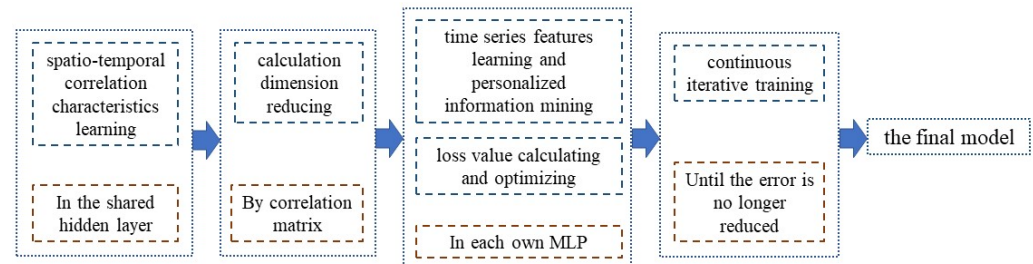 spatio-temporal
correlation
characteristics
learning
In the shared
hidden layer
calculation
dimension
reducing
By correlation
matrix
time series features
learning and
personalized
information mining
loss value calculating
and optimizing
In each own MLP
continuous
iterative training
Until the error is
no longer
reduced
the final model